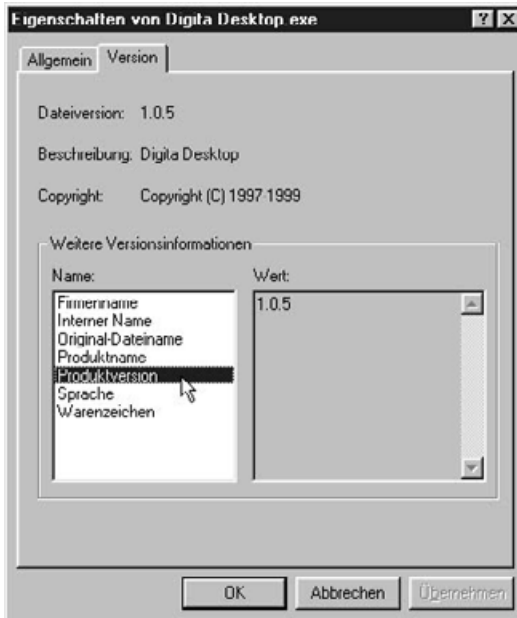 Eigenschaften von Digita Desktop.exe
Allgemein Version
Dateiversion: 1.0.5
Beschreibung: Digita Desktop
Copyright: Copyright (C) 1997-1999
Weitere Versionsinformationen
Name: Wert:
Firmenname 1.0.5
Interner Name
Original-Dateiname
Produktname
Produktversion
Sprache
Warenzeichen
OK Abbrechen Übernehmen